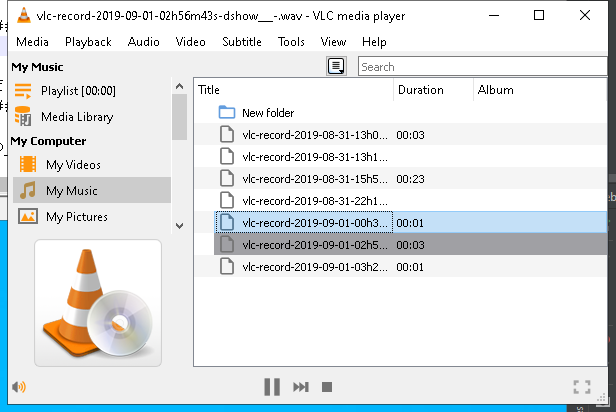 vlc-record-2019-09-01-02h56m43s-dshow__-.wav - VLC media player
Media Playback Audio Video Subtitle Tools View Help
My Music
Playlist [00:00]
Media Library
My Computer
My Videos
My Music
My Pictures
Search
Title Duration Album
New folder
vlc-record-2019-08-31-13h0... 00:03
vlc-record-2019-08-31-13h1...
vlc-record-2019-08-31-15h5... 00:23
vlc-record-2019-08-31-22h1...
vlc-record-2019-09-01-00h3... 00:01
vlc-record-2019-09-01-02h5... 00:03
vlc-record-2019-09-01-03h2... 00:01